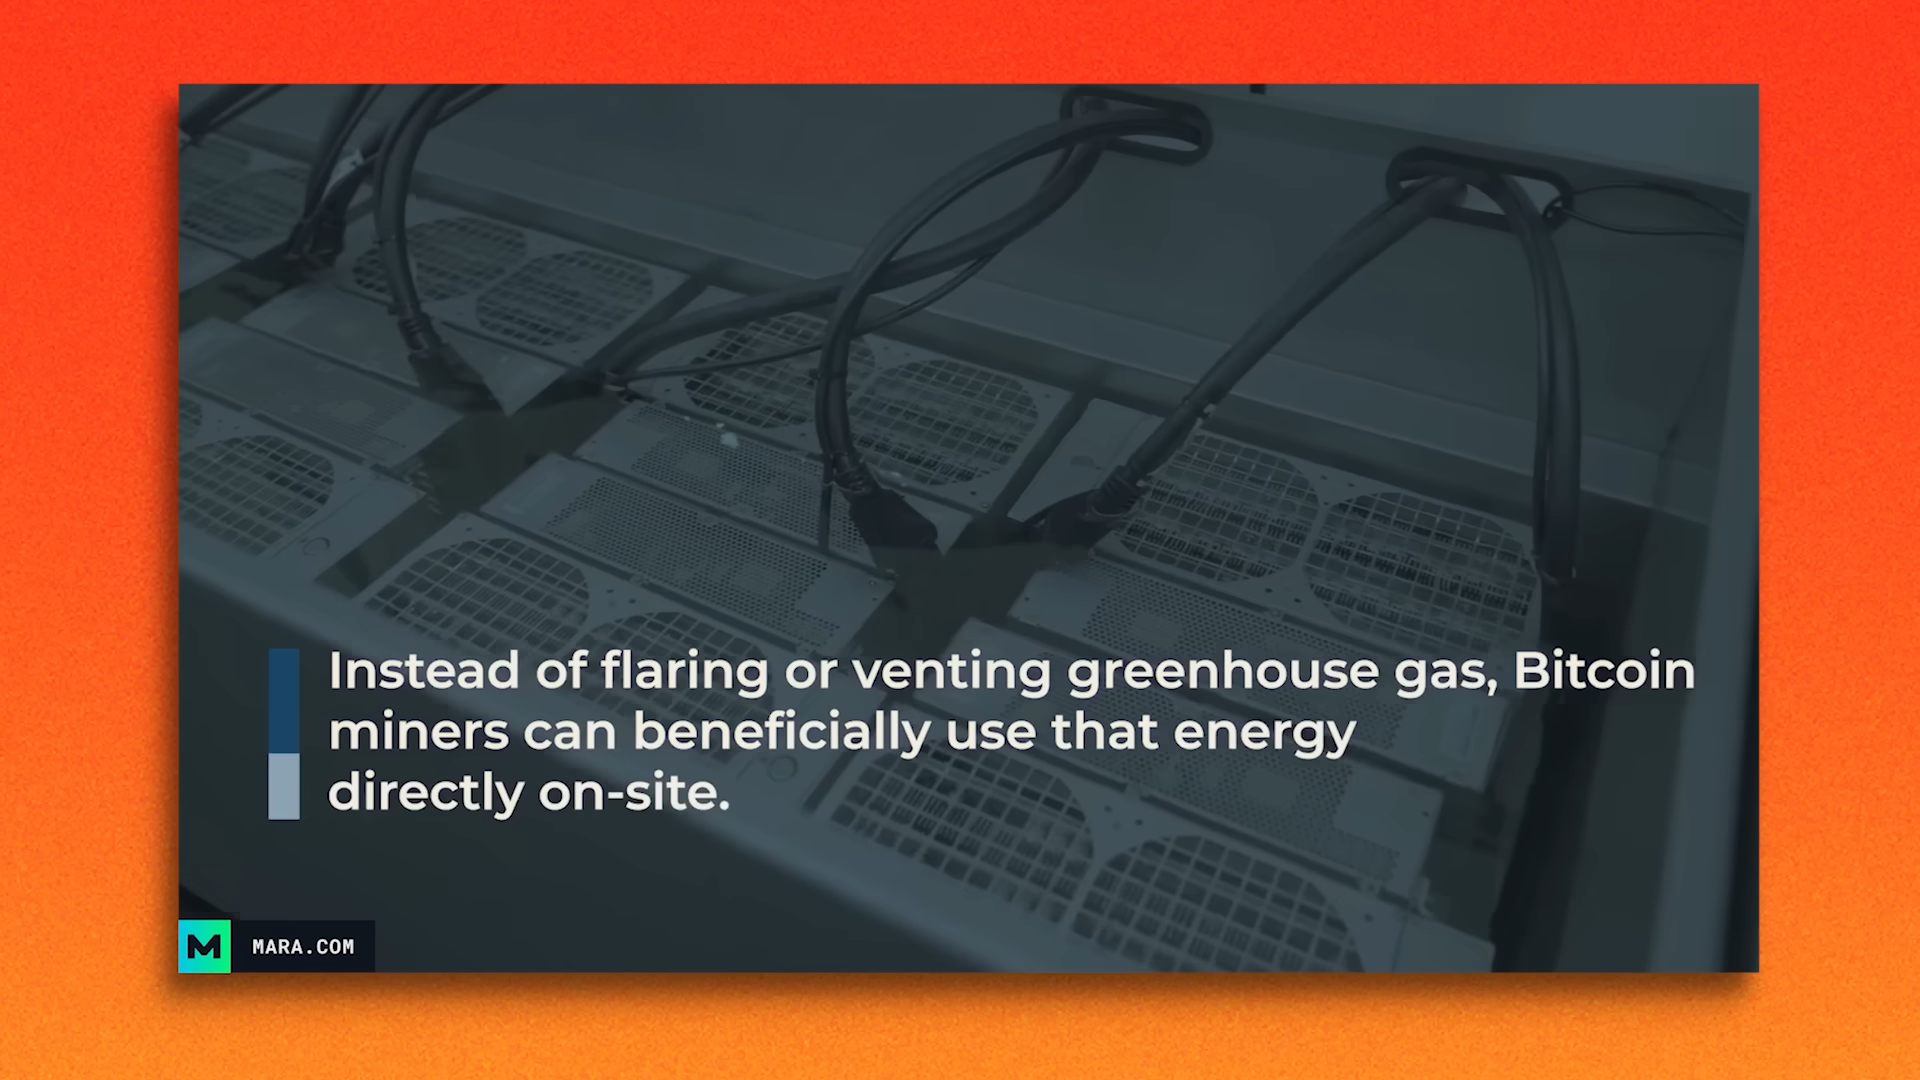 Instead of flaring or venting greenhouse gas, Bitcoin
miners can beneficially use that energy
directly on-site.
M MARA.COM